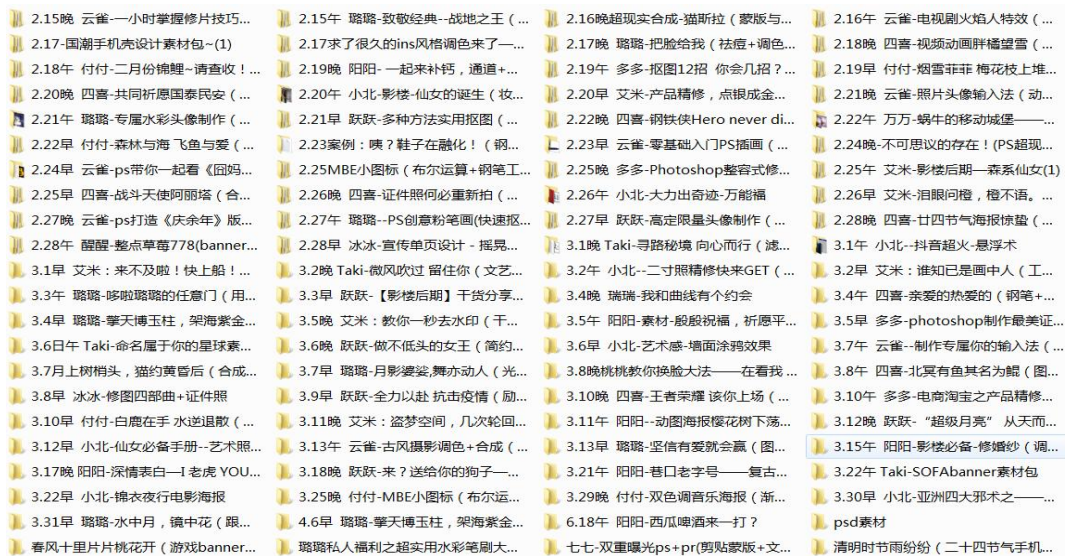 2.15晚 云雀-一小时掌握修片技巧...
2.15午 璐璐-致敬经典--战地之王（...
2.16晚超现实合成-猫斯拉（蒙版与...
2.16午 云雀-电视剧火焰人特效（...
2.17-国潮手机壳设计素材包~(1)
2.17求了很久的ins风格调色来了—...
2.17晚 璐璐-把脸给我（祛痘+调色...
2.18晚 四喜-视频动画胖橘望雪（...
2.18午 付付-二月份锦鲤~请查收！...
2.19晚 阳阳- 一起来补钙，通道+...
2.19午 多多-抠图12招 你会几招？...
2.19早 付付-烟雪菲菲 梅花枝上堆...
2.20晚 四喜-共同祈愿国泰民安（...
2.20午 小北-影楼-仙女的诞生（妆...
2.20早 艾米-产品精修，点银成金...
2.21晚 云雀-照片头像输入法（动...
2.21午 璐璐-专属水彩头像制作（...
2.21早 跃跃-多种方法实用抠图（...
2.22晚 四喜-钢铁侠Hero never di...
2.22午 万万-蜗牛的移动城堡——...
2.22早 付付-森林与海 飞鱼与爱（...
2.23案例：咦？鞋子在融化！（钢...
2.23早 云雀-零基础入门PS插画（...
2.24晚-不可思议的存在！(PS超现...
2.24早 云雀-ps带你一起看《囧妈...
2.25MBE小图标（布尔运算+钢笔工...
2.25晚 多多-Photoshop整容式修...
2.25午 艾米-影楼后期—森系仙女(1)
2.25早 四喜-战斗天使阿丽塔（合...
2.26晚 四喜-证件照何必重新拍（...
2.26午 小北-大力出奇迹-万能福
2.26早 艾米-泪眼问橙，橙不语。...
2.27晚 云雀-ps打造《庆余年》版...
2.27午 璐璐--PS创意粉笔画(快速抠...
2.27早 跃跃-高定限量头像制作（...
2.28晚 四喜-廿四节气海报惊蛰（...
2.28午 醒醒-整点草莓778(banner...
2.28早 冰冰-宣传单页设计 - 摇晃...
3.1晚 Taki-寻路秘境 向心而行（滤...
3.1午 小北--抖音超火-悬浮术
3.1早 艾米：来不及啦！快上船！...
3.2晚 Taki-微风吹过 留住你（文艺...
3.2午 小北--二寸照精修快来GET（...
3.2早 艾米：谁知已是画中人（工...
3.3午 璐璐-哆啦璐璐的任意门（用...
3.3早 跃跃-【影楼后期】干货分享...
3.4晚 瑞瑞-我和曲线有个约会
3.4午 四喜-亲爱的热爱的（钢笔+...
3.4早 璐璐-擎天博玉柱，架海紫金...
3.5晚 艾米：教你一秒去水印（干...
3.5午 阳阳-素材-殷殷祝福，祈愿平...
3.5早 多多-photoshop制作最美证...
3.6日午 Taki-命名属于你的星球素...
3.6晚 跃跃-做不低头的女王（简约...
3.6早 小北-艺术感-墙面涂鸦效果
3.7午 云雀--制作专属你的输入法（...
3.7月上树梢头，猫约黄昏后（合成...
3.7早 璐璐-月影婆娑,舞亦动人（光...
3.8晚桃桃教你换脸大法——在看我 ...
3.8午 四喜-北冥有鱼其名为鲲（图...
3.8早 冰冰-修图四部曲+证件照
3.9早 跃跃-全力以赴 抗击疫情（励...
3.10晚 四喜-王者荣耀 该你上场（...
3.10午 多多-电商淘宝之产品精修...
3.10早 付付-白鹿在手 水逆退散（...
3.11晚 艾米：盗梦空间，几次轮回...
3.11午 阳阳--动图海报樱花树下荡...
3.12晚 跃跃-“超级月亮” 从天而...
3.12早 小北-仙女必备手册--艺术照...
3.13午 云雀-古风摄影调色+合成（...
3.13早 璐璐-坚信有爱就会赢（图...
3.15午 阳阳-影楼必备-修婚纱（调...
3.17晚 阳阳-深情表白—I 老虎 YOU...
3.18晚 跃跃-来？送给你的狗子—...
3.21午 阳阳-巷口老字号——复古...
3.22午 Taki-SOFAbanner素材包
3.22早 小北-锦衣夜行电影海报
3.25晚 付付-MBE小图标（布尔运...
3.29晚 付付-双色调音乐海报（渐...
3.30早 小北-亚洲四大邪术之——...
3.31早 璐璐-水中月，镜中花（跟...
4.6早 璐璐-擎天博玉柱，架海紫金...
6.18午 阳阳-西瓜啤酒来一打？
psd素材
春风十里片片桃花开（游戏banner...
璐璐私人福利之超实用水彩笔刷大...
七七-双重曝光ps+pr(剪贴蒙版+文...
清明时节雨纷纷（二十四节气手机...